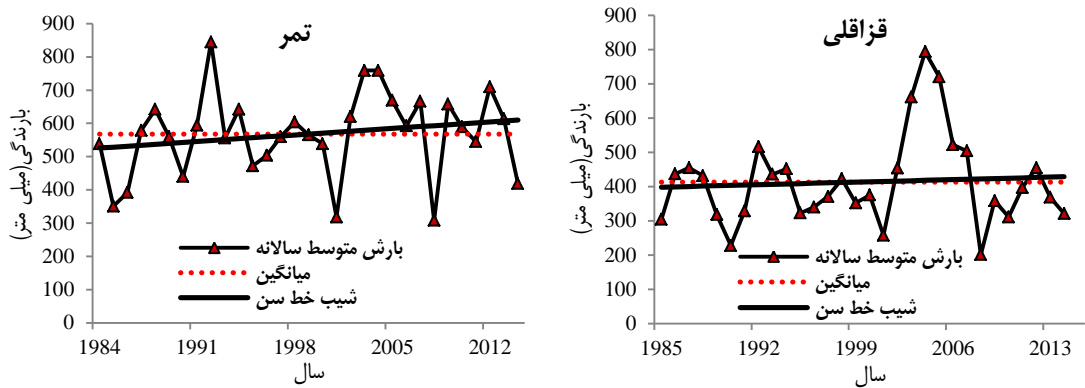 تمر
بارندگی(میلی متر)
900
800
700
600
500
400
300
200
100
0
بارش متوسط سالانه
میانگین
شیب خط سن
1984
1991
1998
2005
2012
سال
قزاقلی
بارندگی(میلی متر)
900
800
700
600
500
400
300
200
100
0
بارش متوسط سالانه
میانگین
شیب خط سن
1985
1992
1999
2006
2013
سال